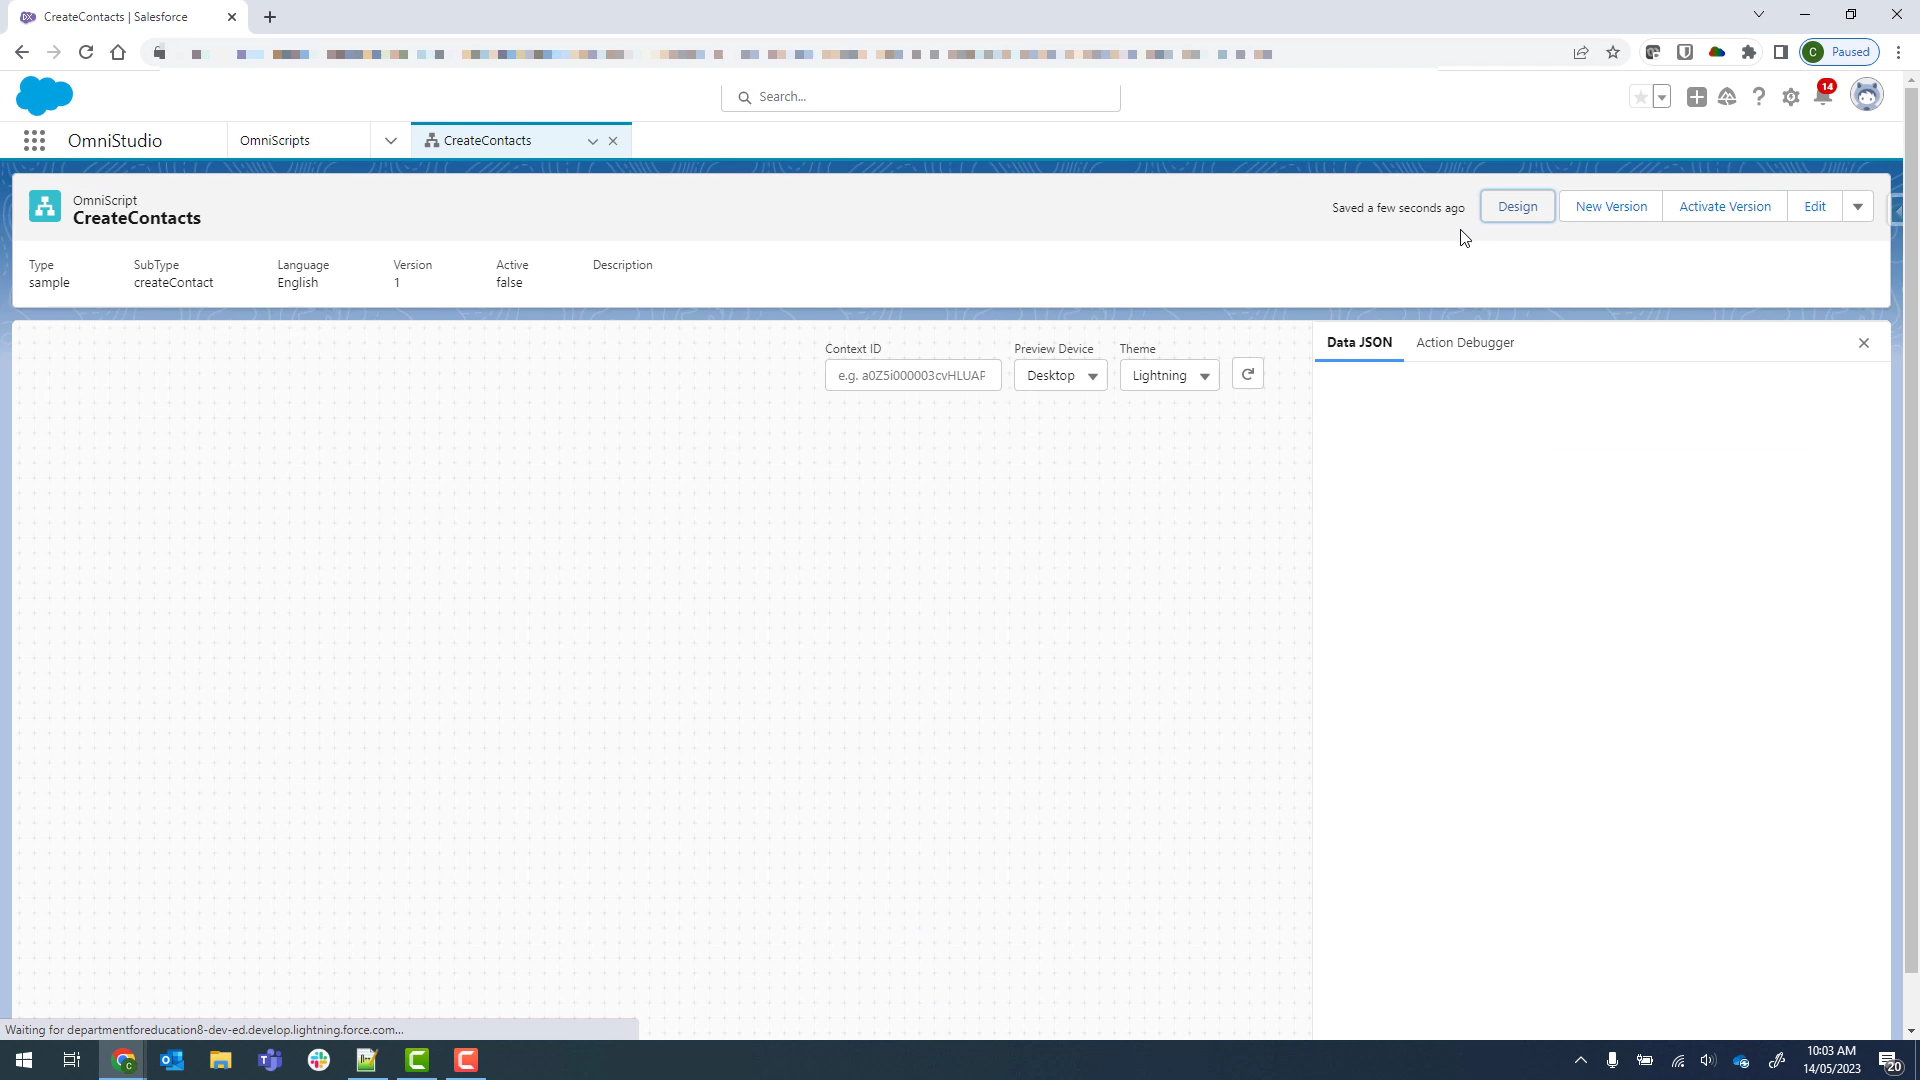 CreateContacts | Salesforce
C Paused
Search...
14
OmniStudio OmniScripts CreateContacts
OmniScript
CreateContacts
Saved a few seconds ago Design New Version Activate Version Edit
Type SubType Language Version Active Description
sample createContact English 1 false
Context ID Preview Device Theme
e.g. a0Z5i000003cvHLUAP Desktop Lightning
Data JSON Action Debugger
Waiting for departmentforeducation8-dev-ed.develop.lightning.force.com...
10:03 AM
14/05/2023
20